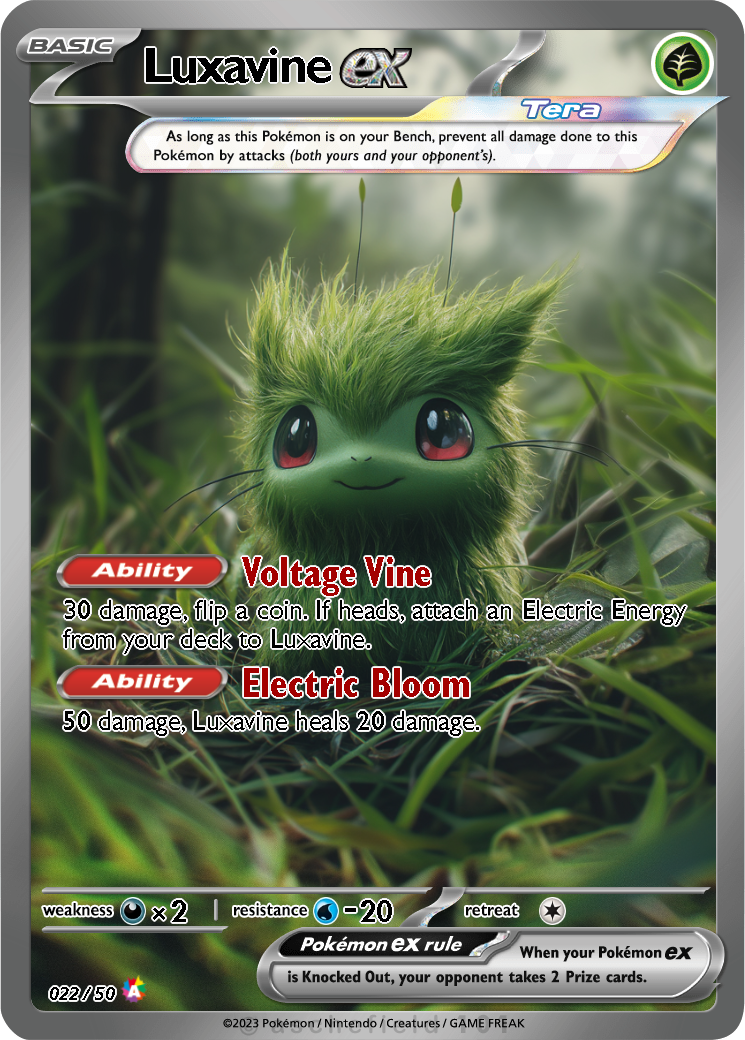 BASIC
Luxavine ex
Tera
As long as this Pokémon is on your Bench, prevent all damage done to this
Pokémon by attacks (both yours and your opponent's).
Ability Voltage Vine
30 damage, flip a coin. If heads, attach an Electric Energy
from your deck to Luxavine.
Ability Electric Bloom
50 damage, Luxavine heals 20 damage.
weakness ×2 | resistance -20 retreat
Pokémon ex rule When your Pokémon ex
is Knocked Out, your opponent takes 2 Prize cards.
022 / 50 A
©2023 Pokémon / Nintendo / Creatures / GAME FREAK